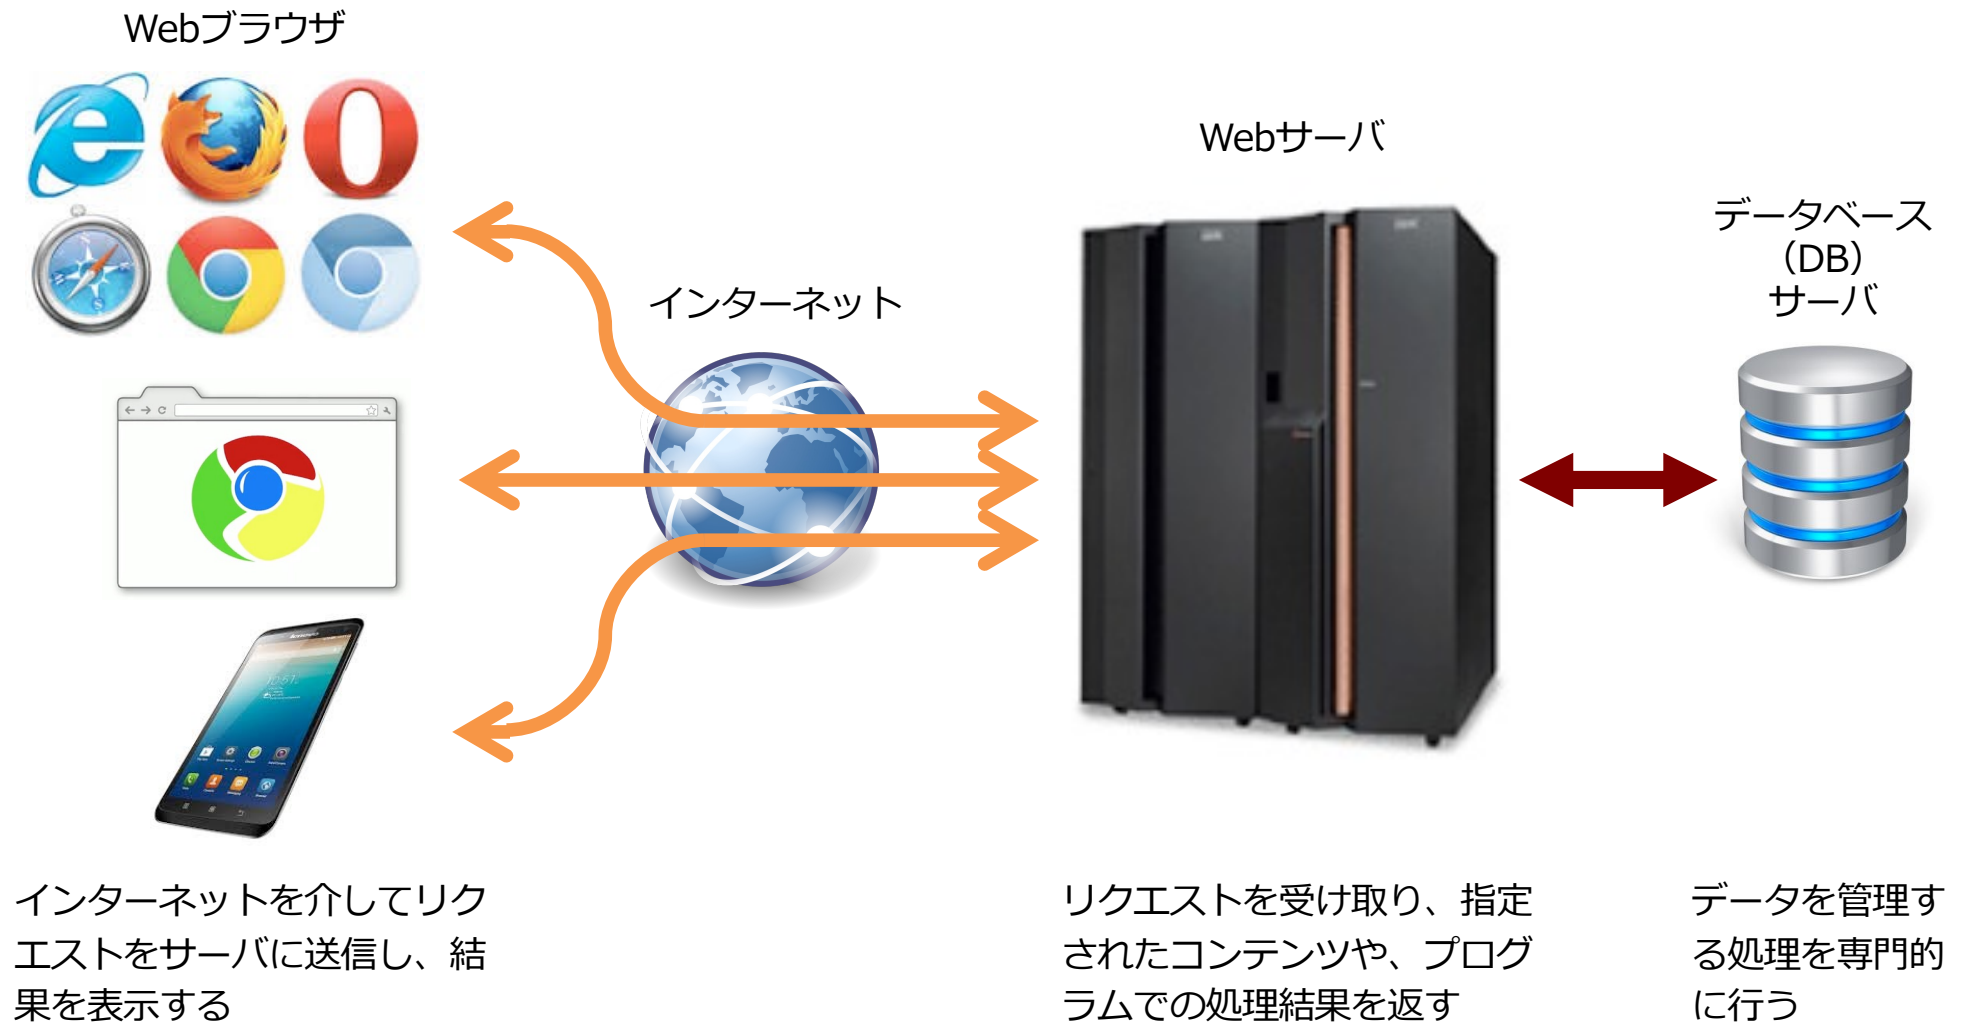 Webブラウザ
Webサーバ
データベース
（DB）
サーバ
インターネット
インターネットを介してリク
エストをサーバに送信し、結
果を表示する
リクエストを受け取り、指定
されたコンテンツや、プログ
ラムでの処理結果を返す
データを管理す
る処理を専門的
に行う